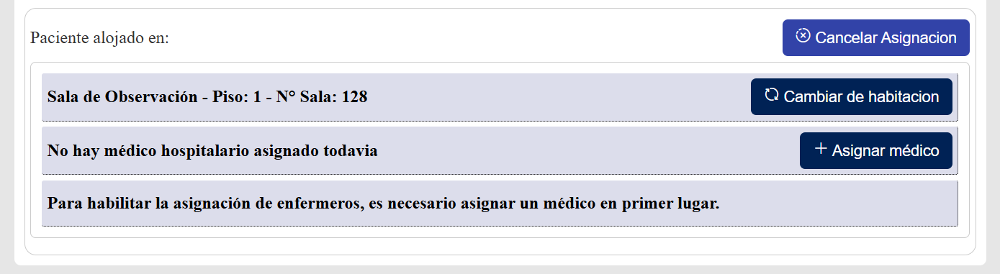 Paciente alojado en:
Cancelar Asignacion
Sala de Observación - Piso: 1 - N° Sala: 128
Cambiar de habitacion
No hay médico hospitalario asignado todavia
Asignar médico
Para habilitar la asignación de enfermeros, es necesario asignar un médico en primer lugar.